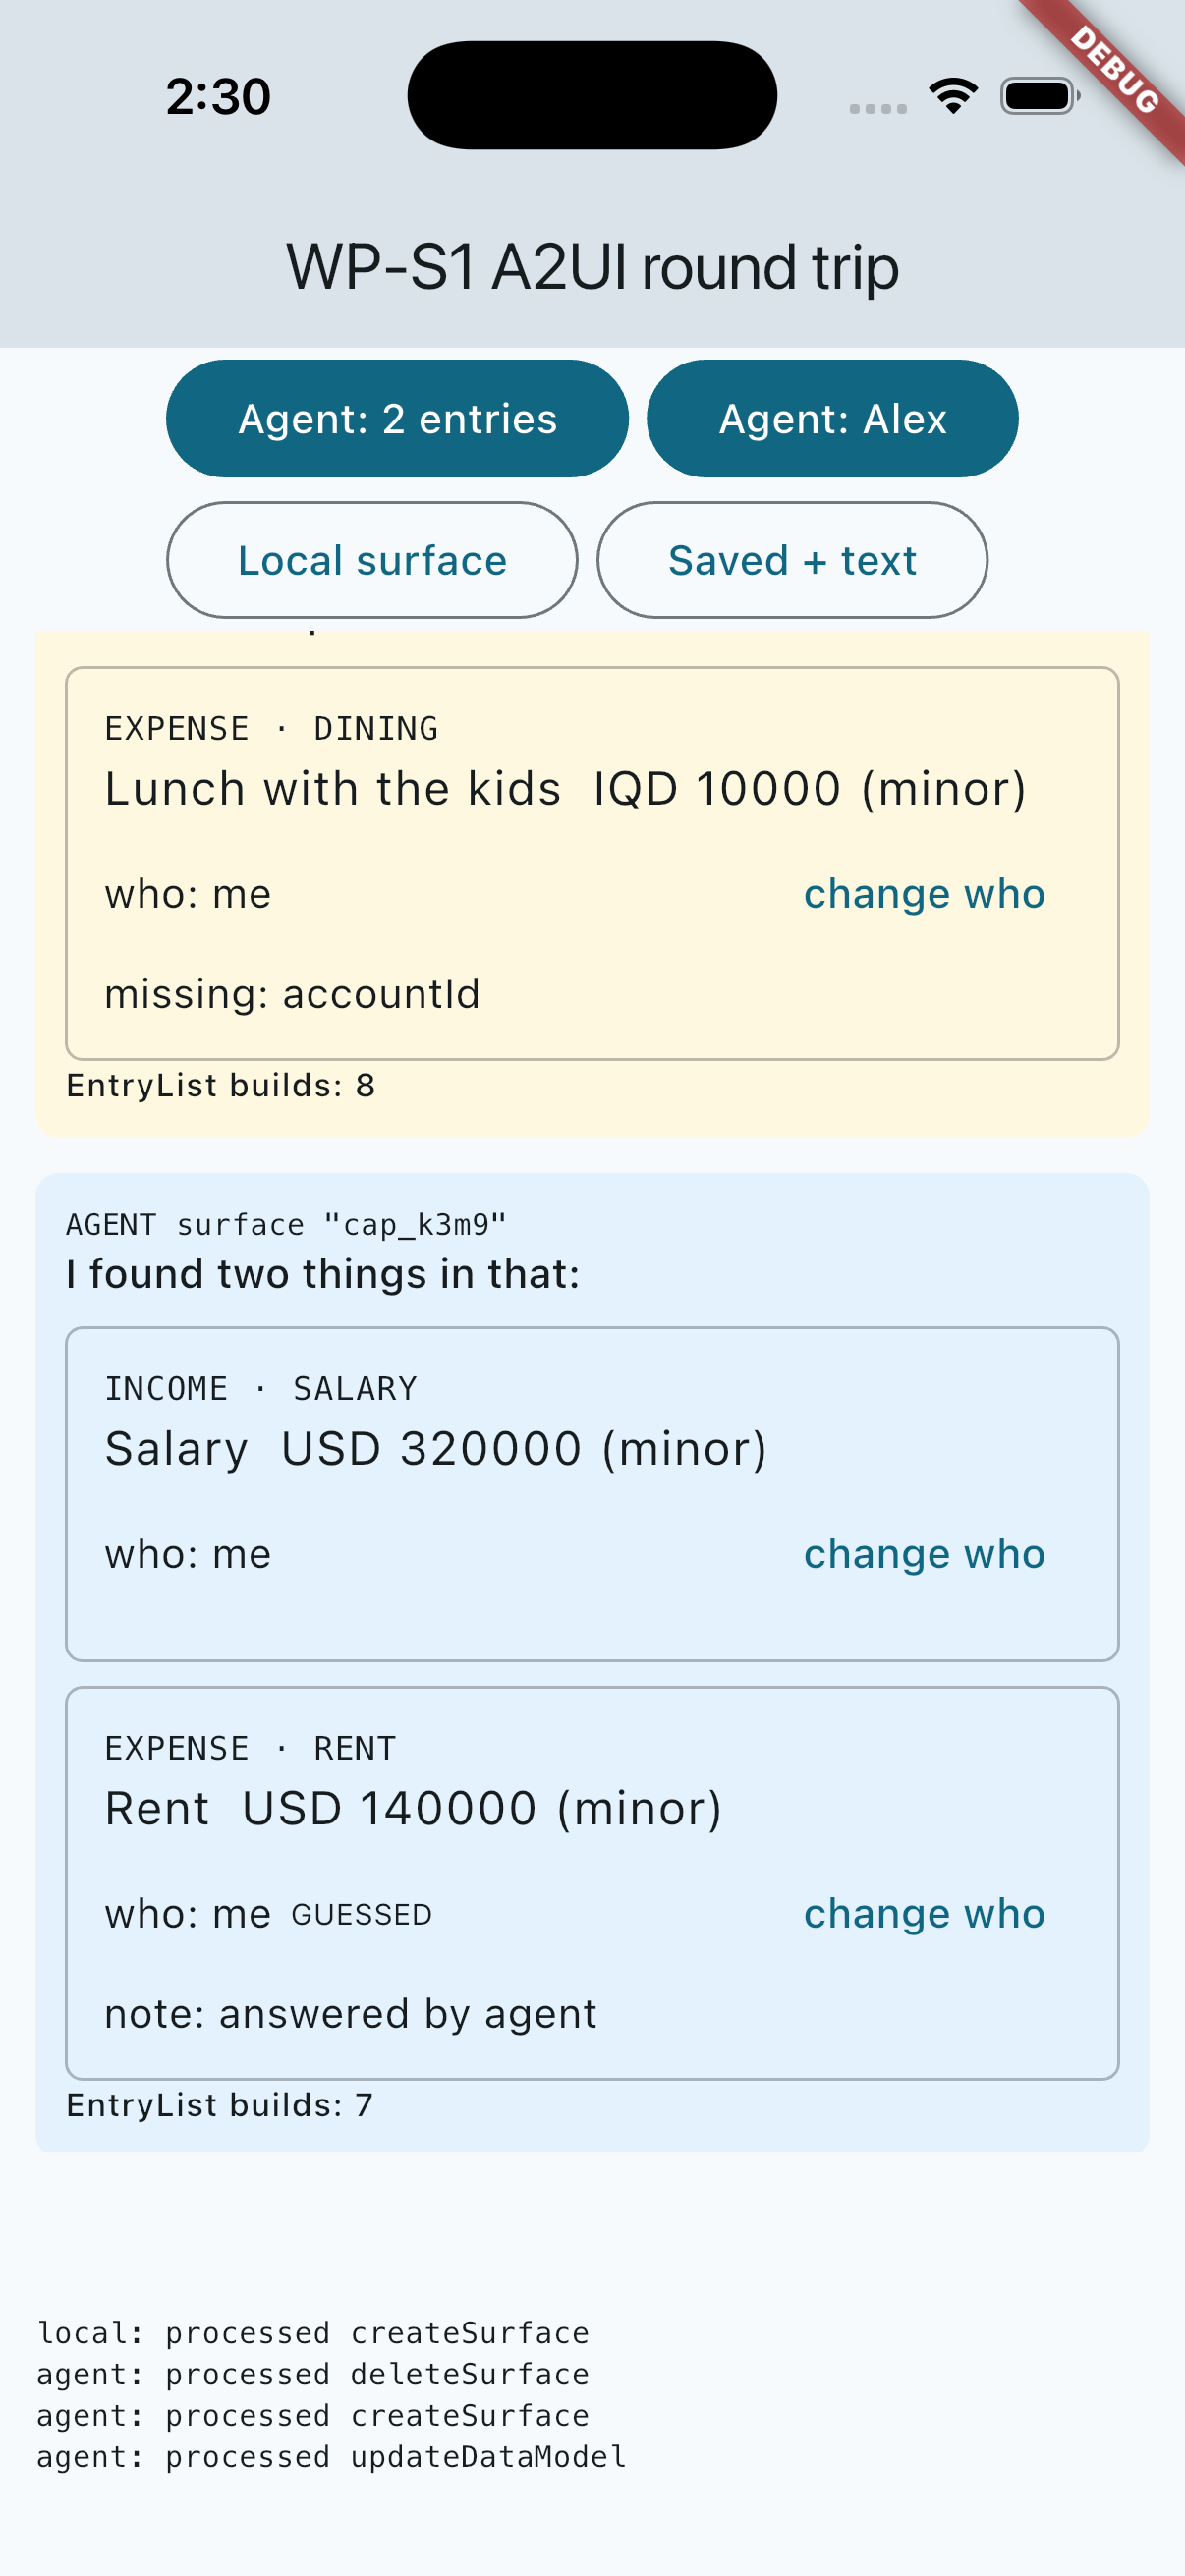 2:30
DEBUG
WP-S1 A2UI round trip
Agent: 2 entries
Agent: Alex
Local surface
Saved + text
EXPENSE · DINING
Lunch with the kids IQD 10000 (minor)
who: me
change who
missing: accountId
EntryList builds: 8
AGENT surface "cap_k3m9"
I found two things in that:
INCOME · SALARY
Salary USD 320000 (minor)
who: me
change who
EXPENSE · RENT
Rent USD 140000 (minor)
who: me GUESSED
change who
note: answered by agent
EntryList builds: 7
local: processed createSurface
agent: processed deleteSurface
agent: processed createSurface
agent: processed updateDataModel